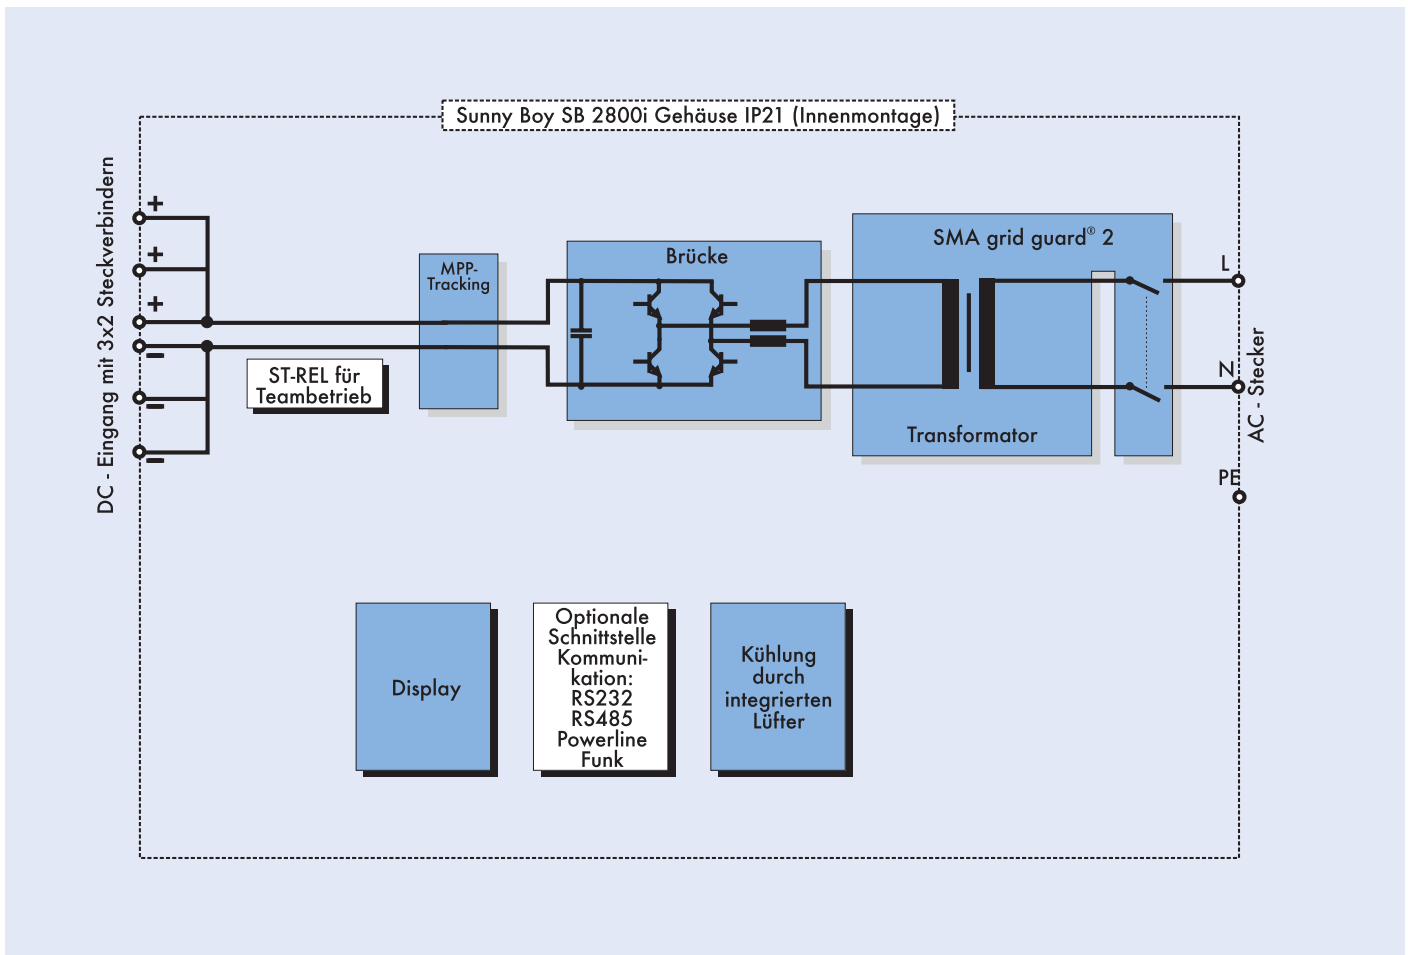 Sunny Boy SB 2800i Gehäuse IP21 (Innenmontage)
DC - Eingang mit 3x2 Steckverbindern
+
+
+
–
–
–
ST-REL für
Teambetrieb
MPP-
Tracking
Brücke
SMA grid guard® 2
Transformator
L
N
AC - Stecker
PE
Display
Optionale
Schnittstelle
Kommuni-
kation:
RS232
RS485
Powerline
Funk
Kühlung
durch
integrierten
Lüfter